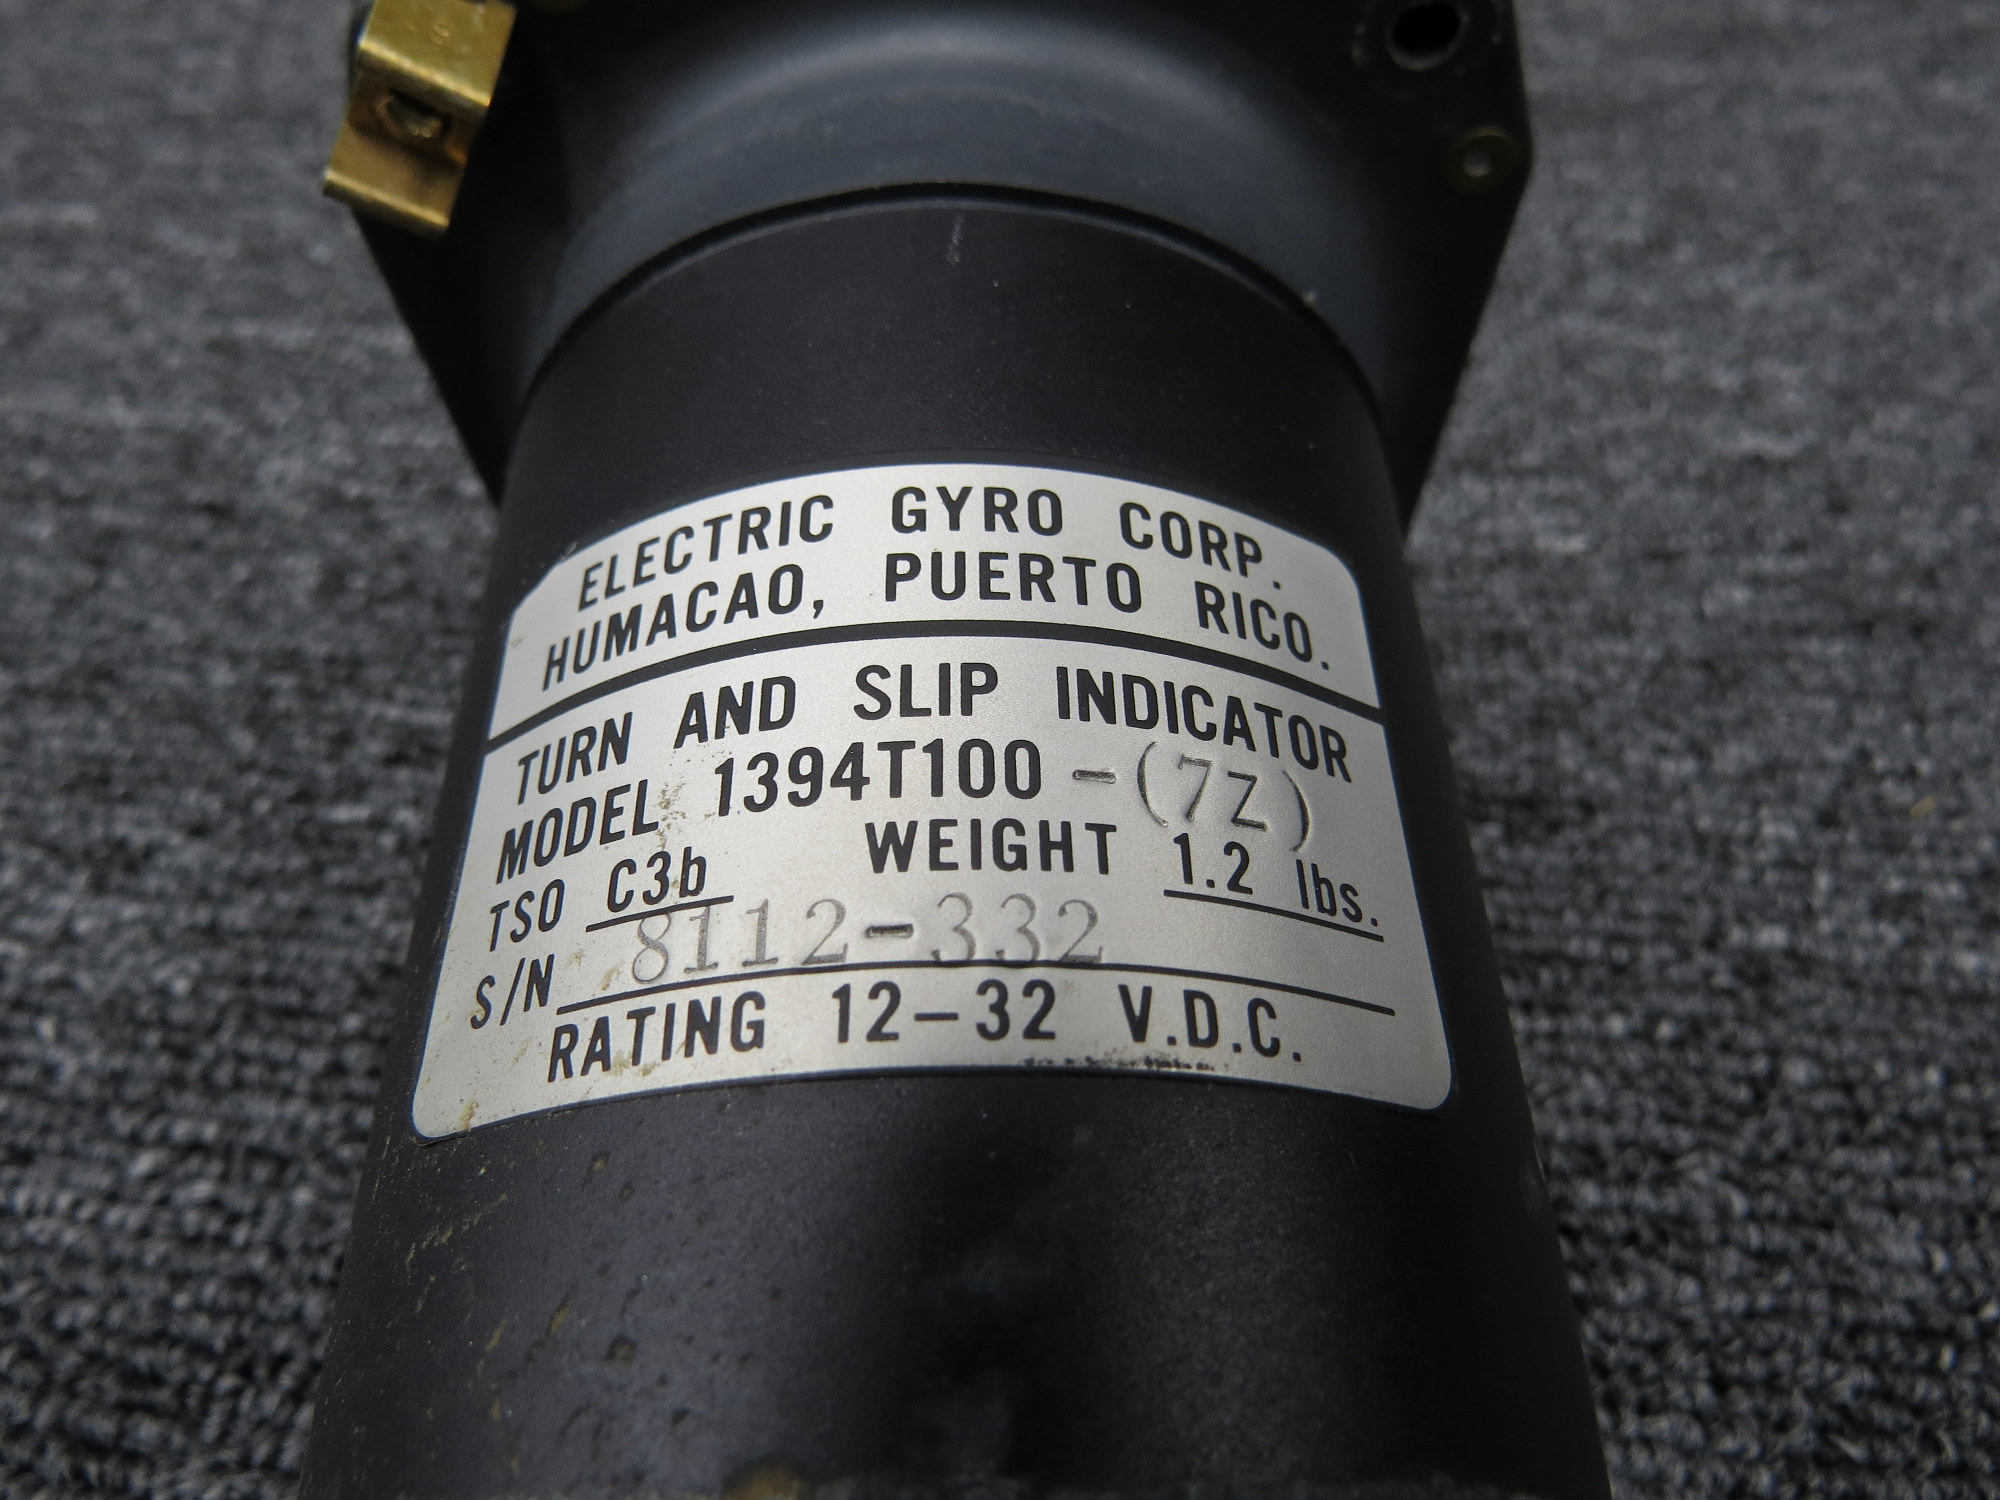 ELECTRIC GYRO CORP.
HUMACAO, PUERTO RICO.
TURN AND SLIP INDICATOR
MODEL 1394T100-(7Z)
TSO C3b WEIGHT 1.2 lbs.
S/N 8112-332
RATING 12-32 V.D.C.